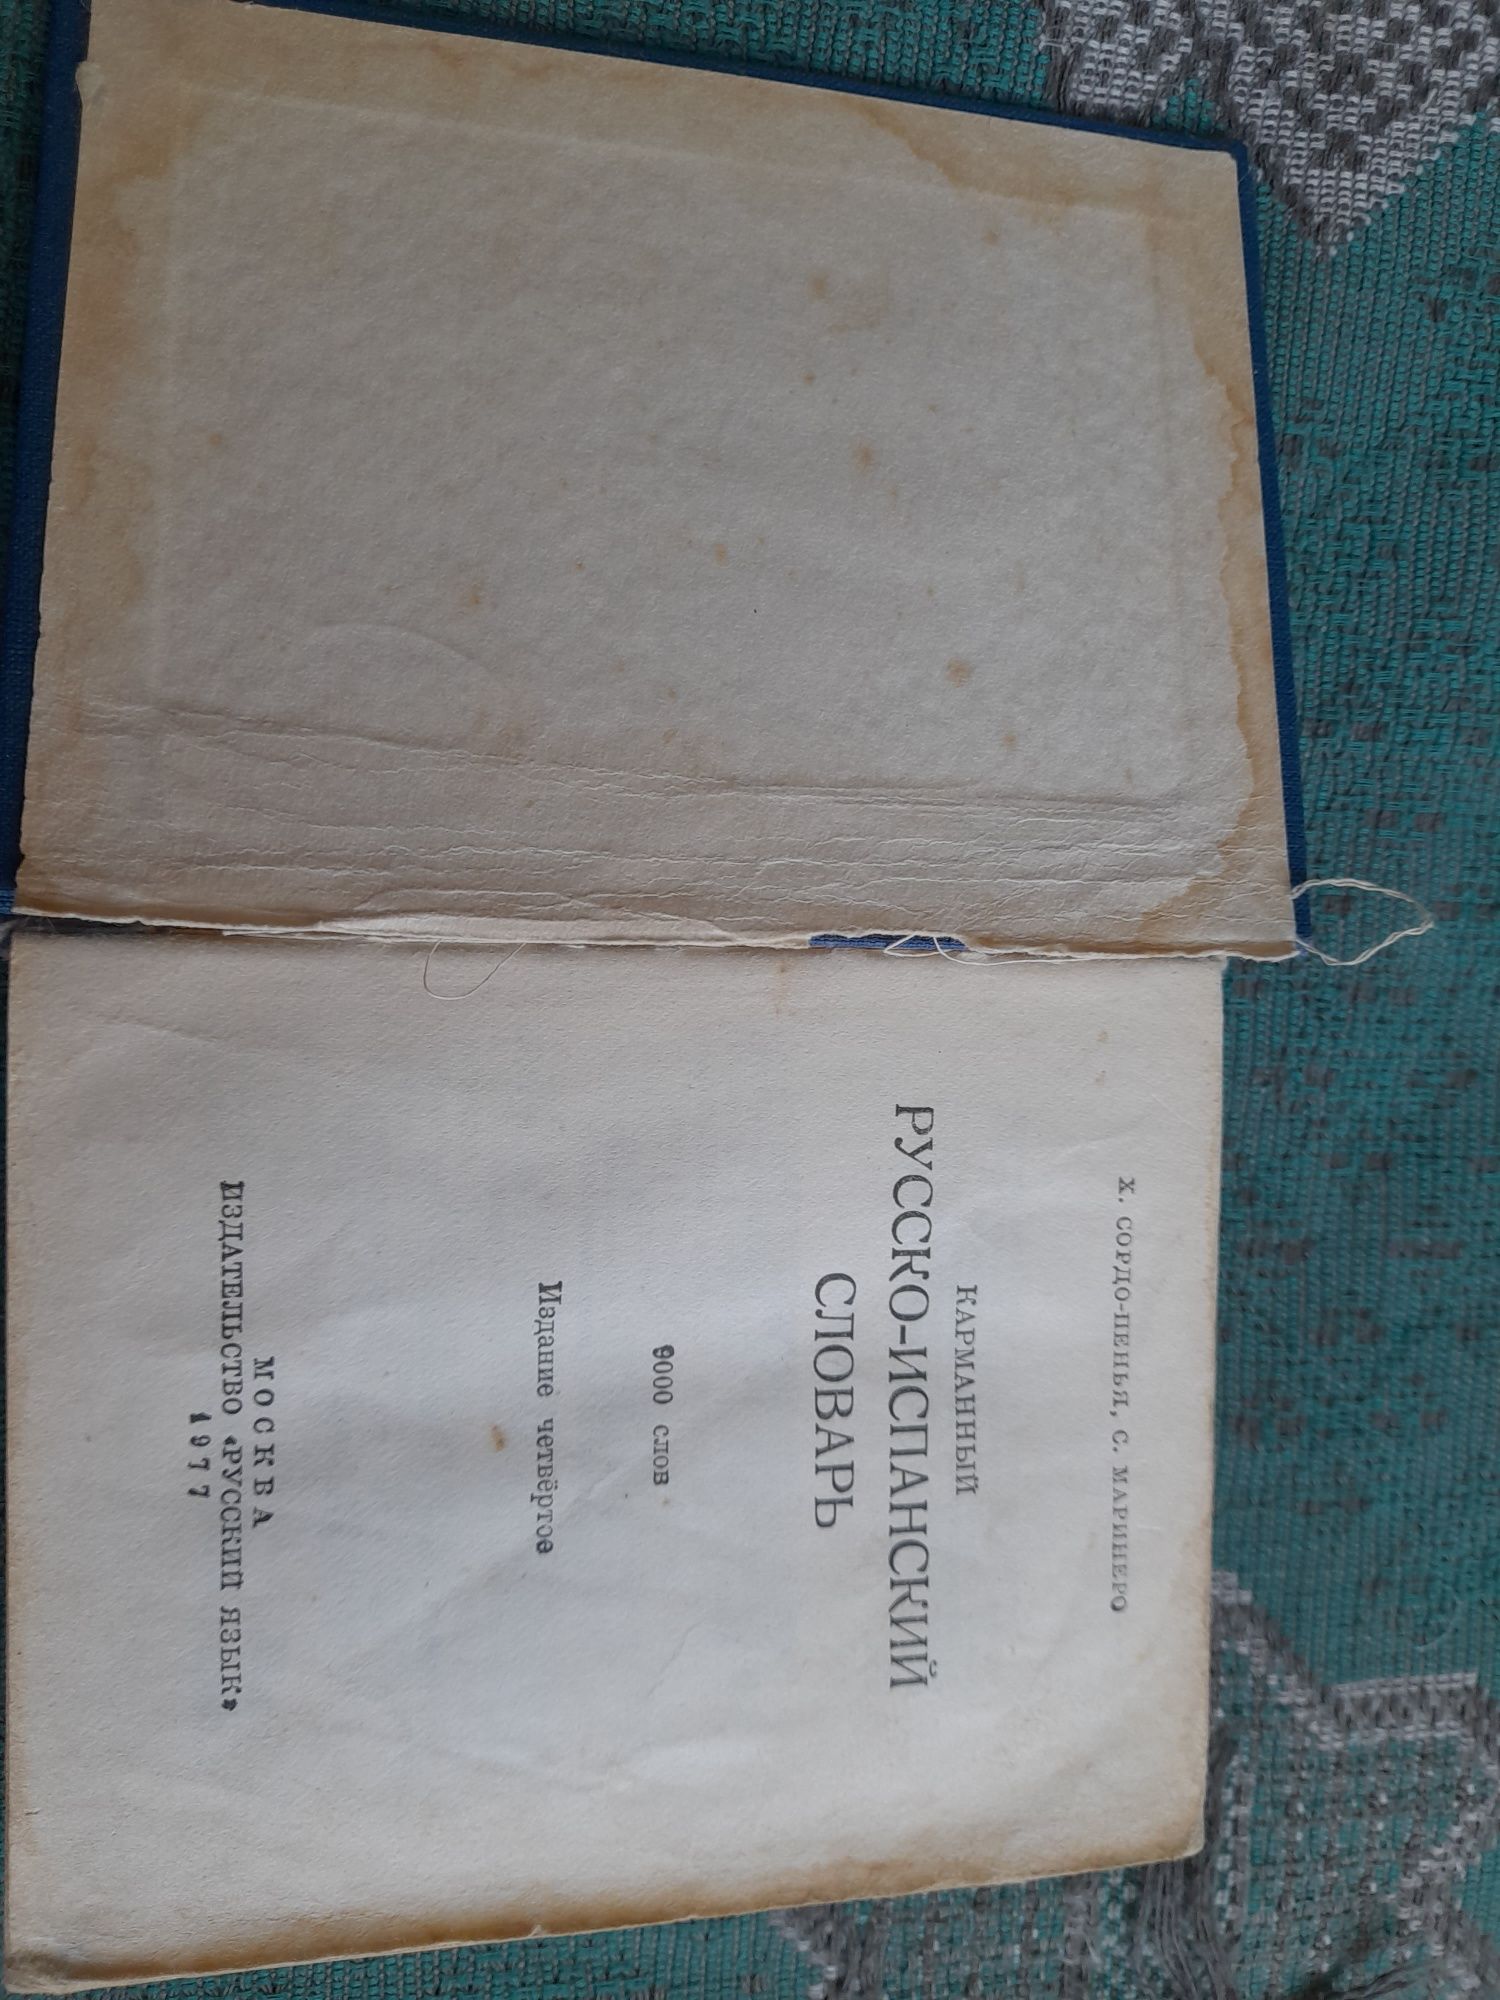 Х. СОРДО-ПЕНЬЯ, С. МАРИНЕРО
КАРМАННЫЙ
РУССКО-ИСПАНСКИЙ
СЛОВАРЬ
9000 слов
Издание четвёртое
МОСКВА
ИЗДАТЕЛЬСТВО «РУССКИЙ ЯЗЫК»
1977